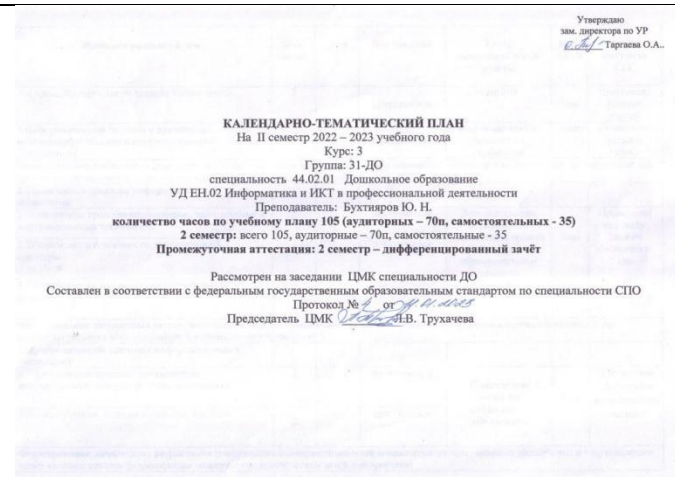 Утверждаю
зам. директора по УР
Таргаева О.А..
КАЛЕНДАРНО-ТЕМАТИЧЕСКИЙ ПЛАН
На II семестр 2022 – 2023 учебного года
Курс: 3
Группа: 31-ДО
специальность 44.02.01 Дошкольное образование
УД ЕН.02 Информатика и ИКТ в профессиональной деятельности
Преподаватель: Бухтияров Ю. Н.
количество часов по учебному плану 105 (аудиторных – 70п, самостоятельных - 35)
2 семестр: всего 105, аудиторные – 70п, самостоятельные - 35
Промежуточная аттестация: 2 семестр – дифференцированный зачёт
Рассмотрен на заседании ЦМК специальности ДО
Составлен в соответствии с федеральным государственным образовательным стандартом по специальности СПО
Протокол № от 01.2023
Председатель ЦМК Л.В. Трухачева